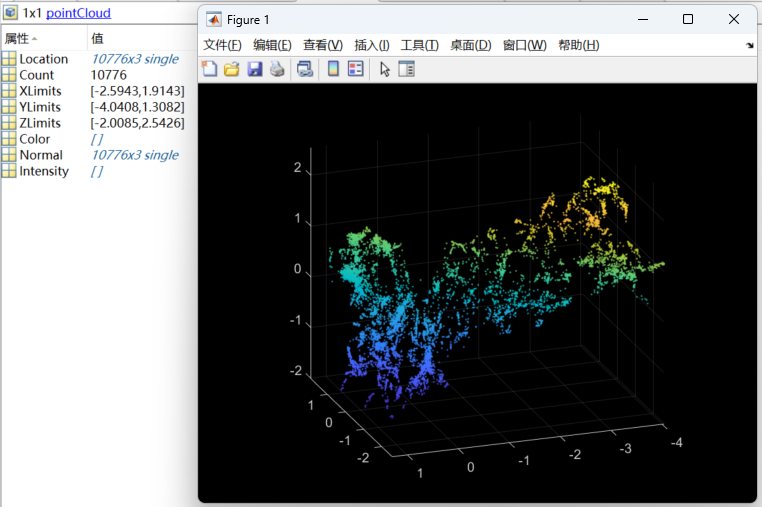 1x1 pointCloud
属性 值
Location 10776x3 single
Count 10776
XLimits [-2.5943,1.9143]
YLimits [-4.0408,1.3082]
ZLimits [-2.0085,2.5426]
Color [ ]
Normal 10776x3 single
Intensity [ ]
Figure 1
文件(F) 编辑(E) 查看(V) 插入(I) 工具(T) 桌面(D) 窗口(W) 帮助(H)
2
1
0
-1
-2
1
0
-1
-2
1
0
-1
-2
-3
-4